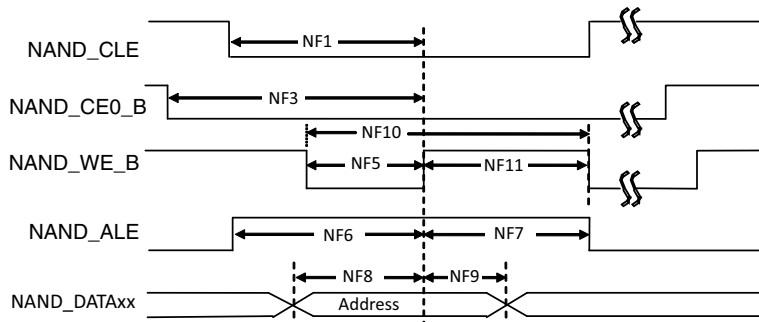 NAND_CLE
NF1
NAND_CE0_B
NF3
NF10
NAND_WE_B
NF5
NF11
NAND_ALE
NF6
NF7
NF8
NF9
NAND_DATAxx
Address